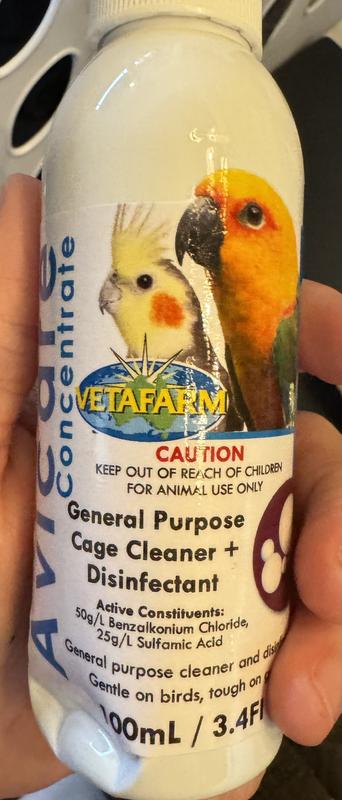 Avicare
Concentrate
VETAFARM
CAUTION
KEEP OUT OF REACH OF CHILDREN
FOR ANIMAL USE ONLY
General Purpose
Cage Cleaner +
Disinfectant
Active Constituents:
50g/L Benzalkonium Chloride,
25g/L Sulfamic Acid
General purpose cleaner and
Gentle on birds, tough on
100mL / 3.4Fl